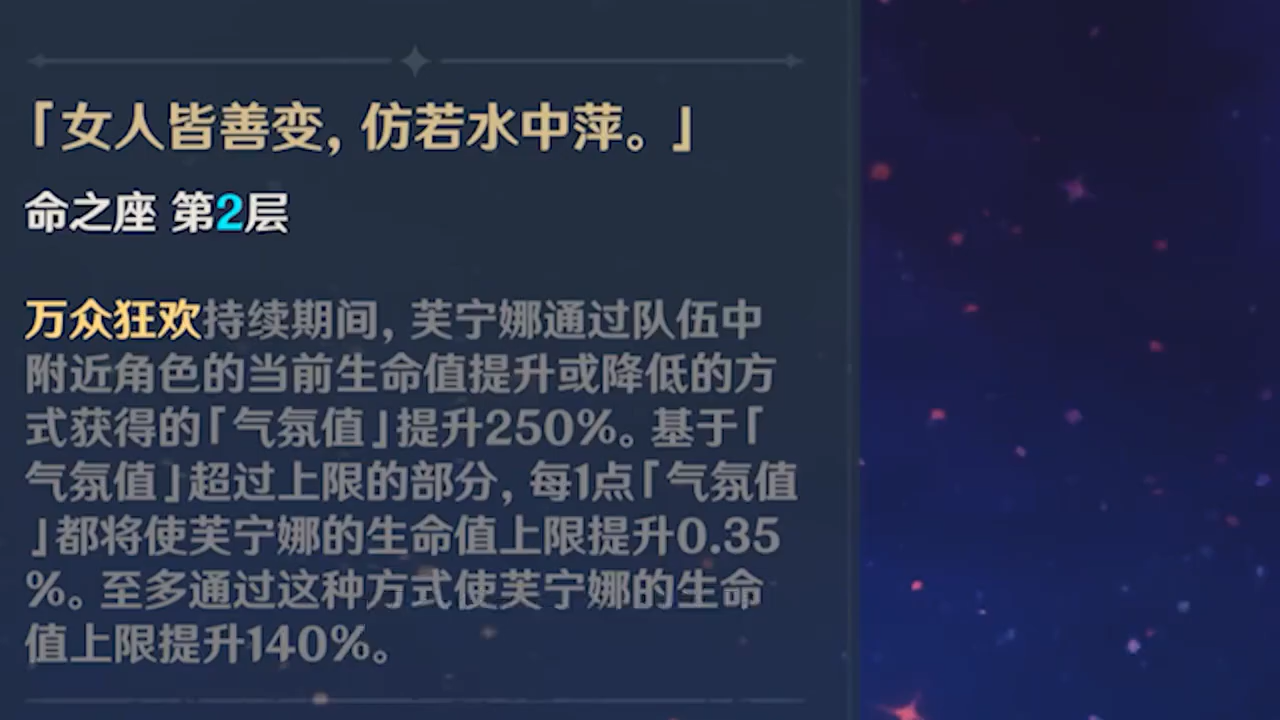 「女人皆善变，仿若水中萍。」
命之座 第2层
万众狂欢持续期间，芙宁娜通过队伍中
附近角色的当前生命值提升或降低的方
式获得的「气氛值」提升250%。基于「
气氛值」超过上限的部分，每1点「气氛值
」都将使芙宁娜的生命值上限提升0.35
%。至多通过这种方式使芙宁娜的生命
值上限提升140%。